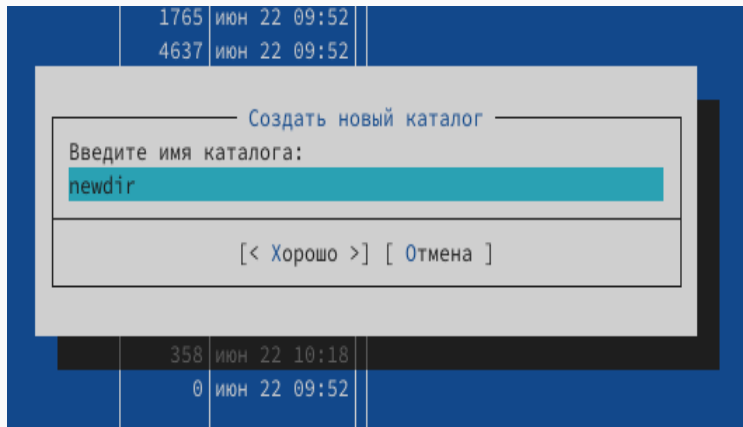 1765 июн 22 09:52
4637 июн 22 09:52
Создать новый каталог
Введите имя каталога:
newdir
[< Хорошо >] [ Отмена ]
358 июн 22 10:18
0 июн 22 09:52